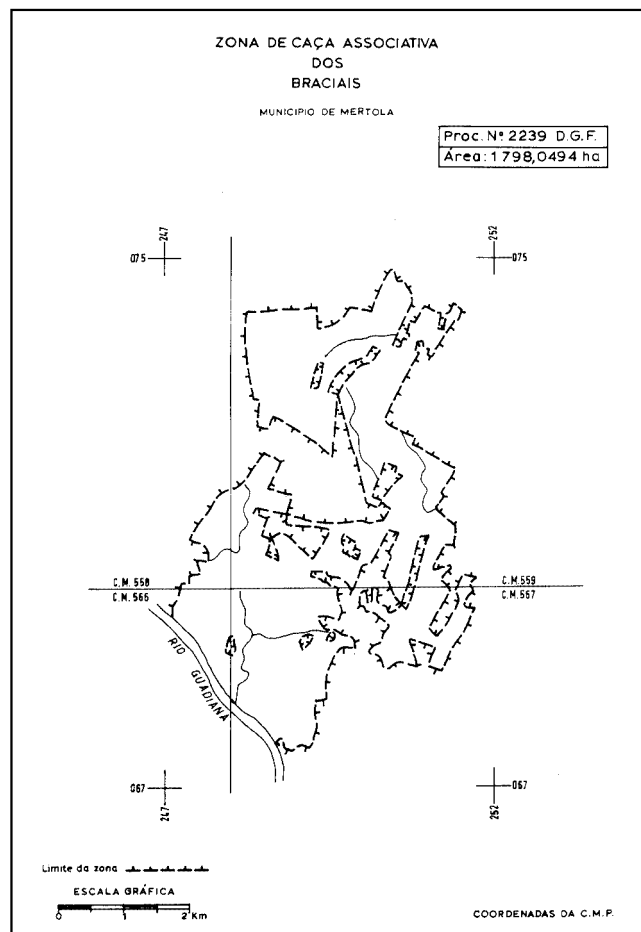 ZONA DE CAÇA ASSOCIATIVA
DOS
BRACIAIS
MUNICIPIO DE MERTOLA
Proc. Nº 2239 D.G.F.
Área: 1798,0494 ha
247
252
075
075
C.M. 558
C.M. 559
C.M. 566
C.M. 567
RIO GUADIANA
067
067
247
252
Limite da zona
ESCALA GRÁFICA
0 1 2 Km
COORDENADAS DA C.M.P.